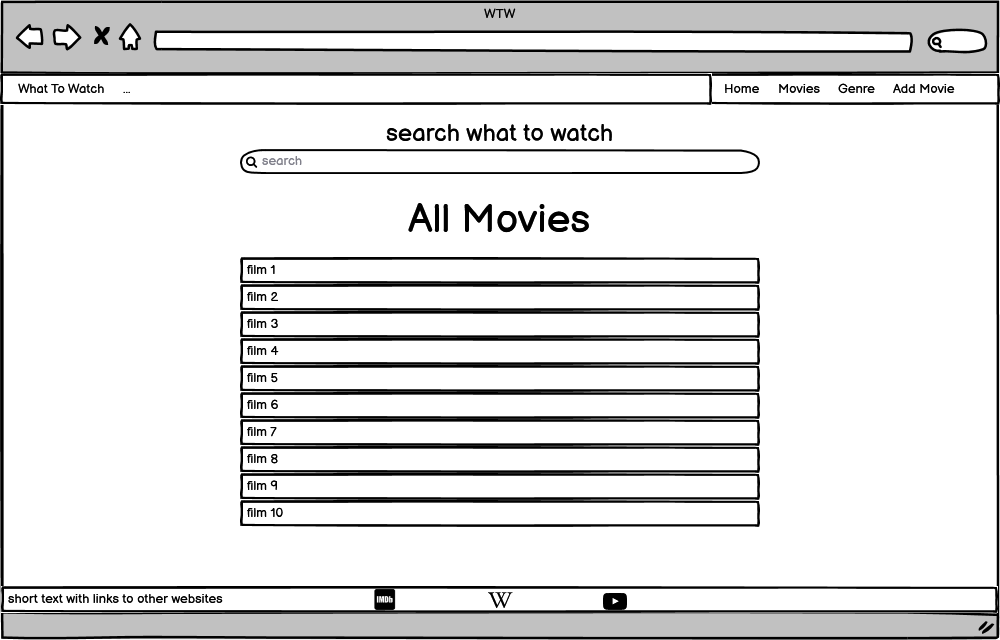 WTW
What To Watch ... Home Movies Genre Add Movie
search what to watch
search
All Movies
film 1
film 2
film 3
film 4
film 5
film 6
film 7
film 8
film 9
film 10
short text with links to other websites IMDb W